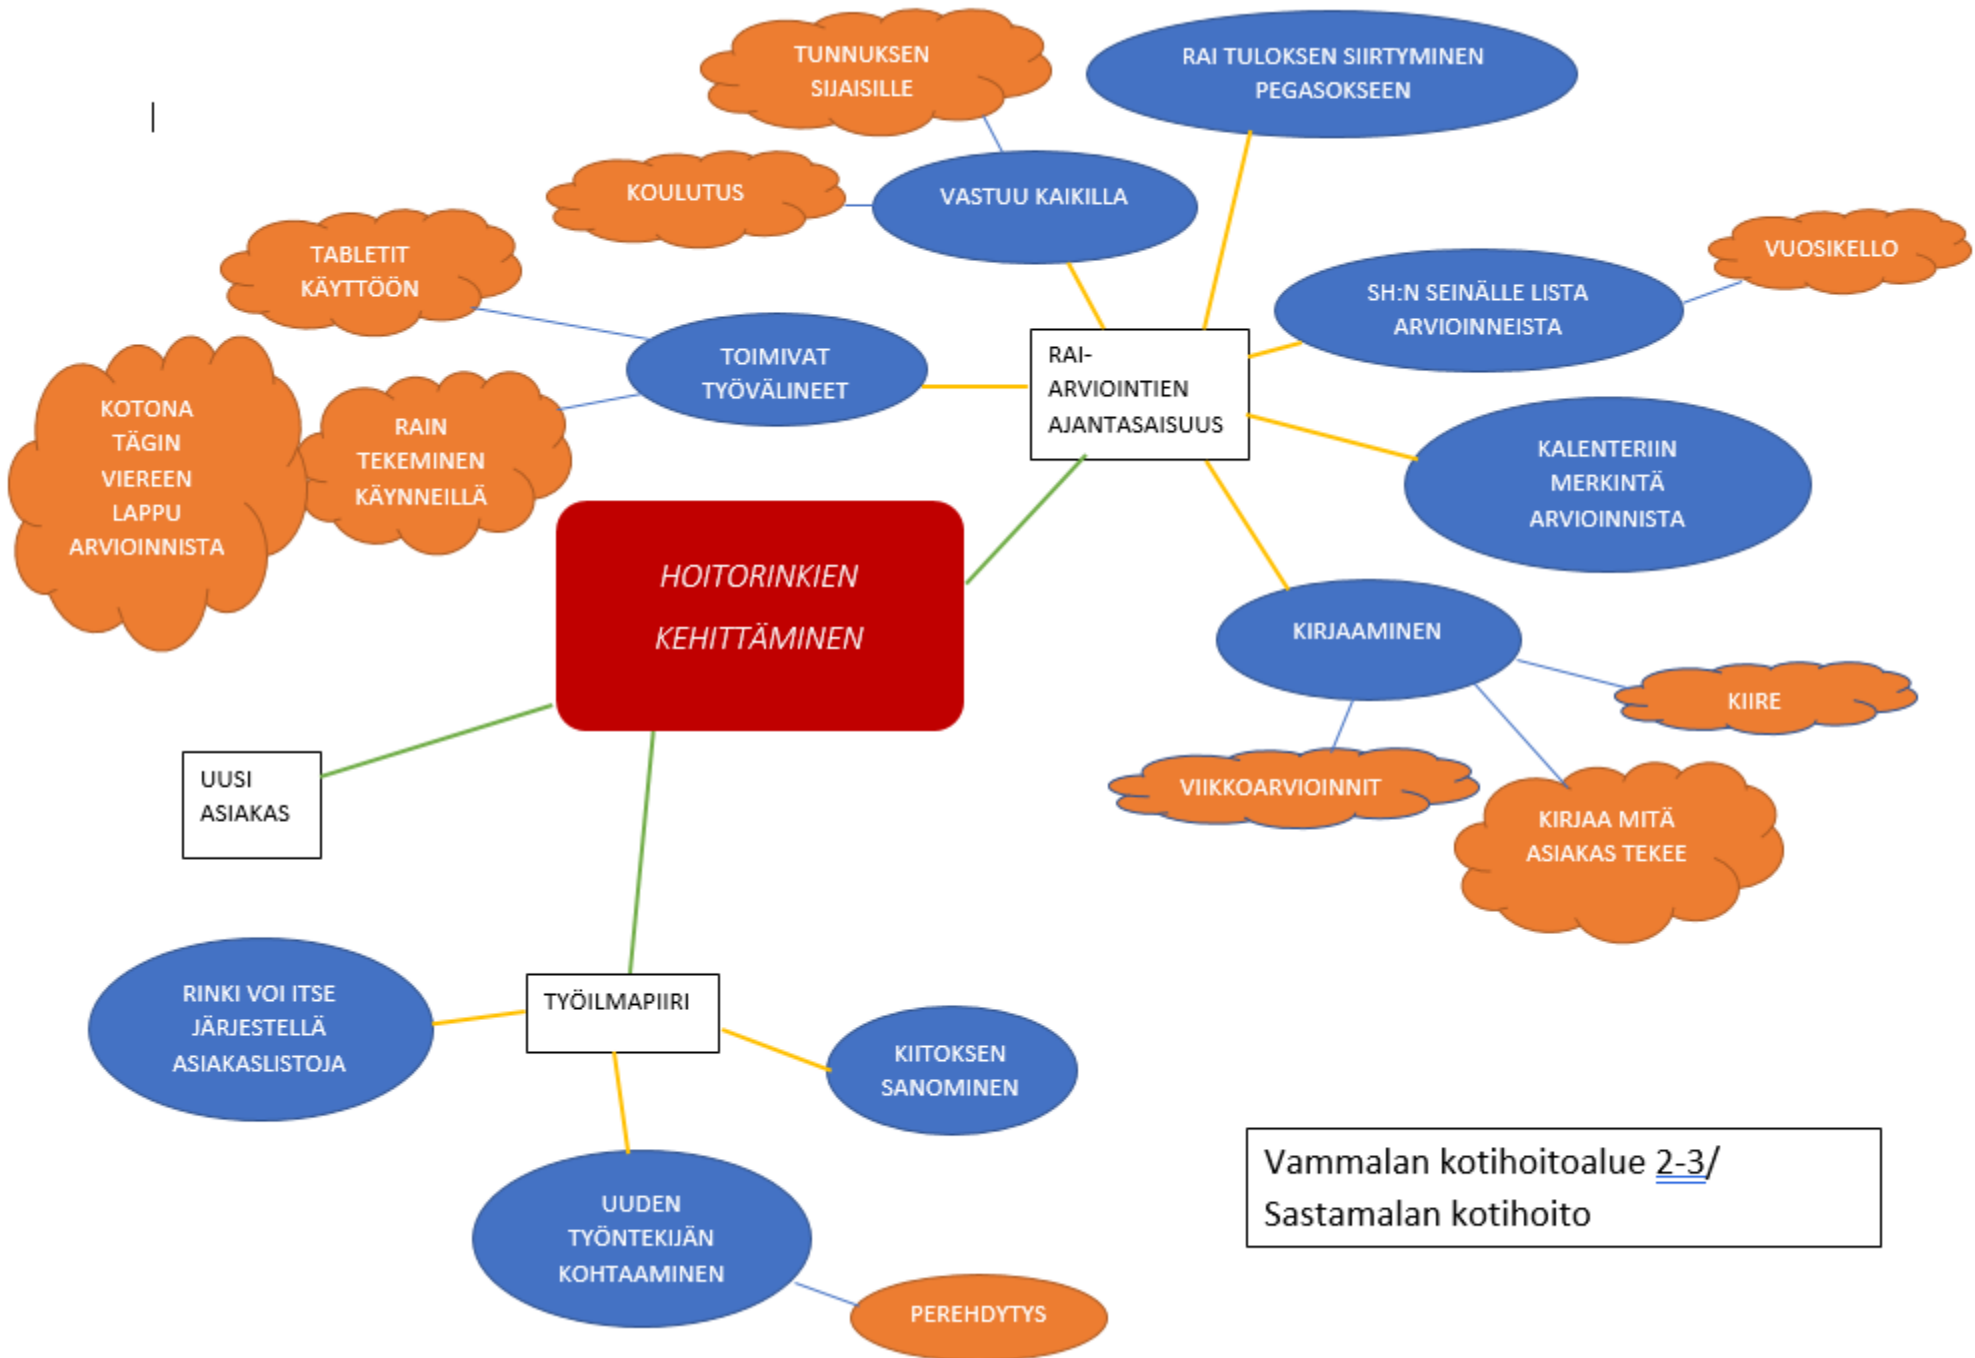 TUNNUKSEN
SIJAISILLE
RAI TULOKSEN SIIRTYMINEN
PEGASOKSEEN
KOULUTUS
VASTUU KAIKILLA
VUOSIKELLO
TABLETIT
KÄYTTÖÖN
SH:N SEINÄLLE LISTA
ARVIOINNEISTA
TOIMIVAT
TYÖVÄLINEET
RAI-
ARVIOINTIEN
AJANTASAISUUS
KOTONA
TÄGIN
VIEREEN
LAPPU
ARVIOINNISTA
RAIN
TEKEMINEN
KÄYNNEILLÄ
KALENTERIIN
MERKINTÄ
ARVIOINNISTA
HOITORINKIEN
KEHITTÄMINEN
KIRJAAMINEN
KIIRE
VIIKKOARVIOINNIT
KIRJAA MITÄ
ASIAKAS TEKEE
UUSI
ASIAKAS
RINKI VOI ITSE
JÄRJESTELLÄ
ASIAKASLISTOJA
TYÖILMAPIIRI
KIITOKSEN
SANOMINEN
UUDEN
TYÖNTEKIJÄN
KOHTAAMINEN
PEREHDYTYS
Vammalan kotihoitoalue 2-3/
Sastamalan kotihoito